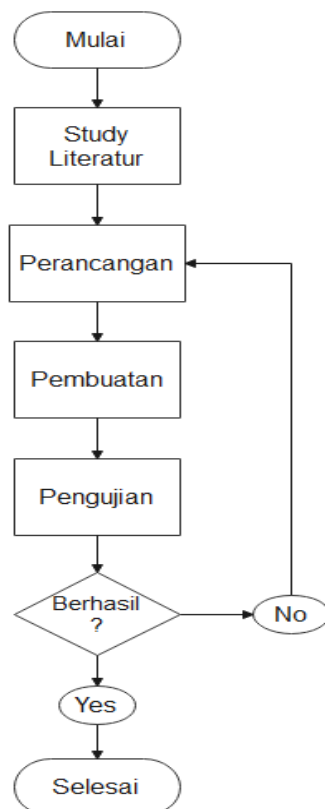 Mulai
Study
Literatur
Perancangan
Pembuatan
Pengujian
Berhasil
?
No
Yes
Selesai